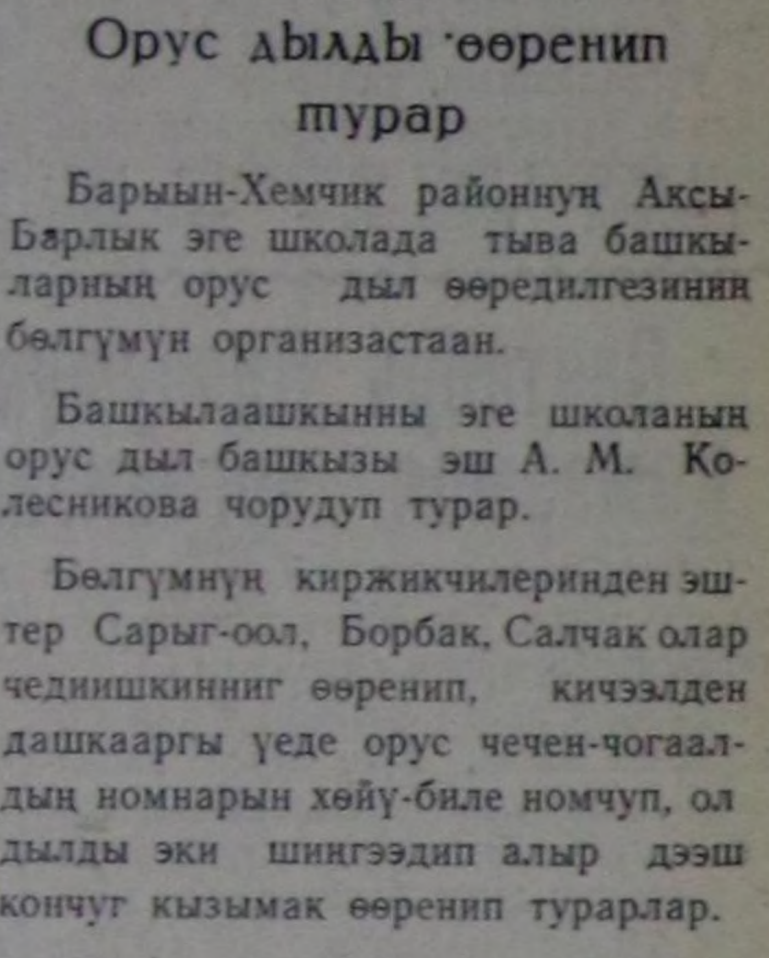 Орус дылды өөренип
турар
Барыын-Хемчик районнуң Аксы-
Барлык эге школада тыва башкы-
ларның орус дыл өөредилгезиниң
бөлгүмүн организастаан.
Башкылаашкынны эге школаның
орус дыл башкызы эш А. М. Ко-
лесникова чорудуп турар.
Бөлгүмнүң киржикчилеринден эш-
тер Сарыг-оол, Борбак, Салчак олар
чедиишкинниг өөренип, кичээлден
дашкааргы үеде орус чечен-чогаал-
дың номнарын хөйү-биле номчуп, ол
дылды эки шиңгээдип алыр дээш
кончуг кызымак өөренип турарлар.